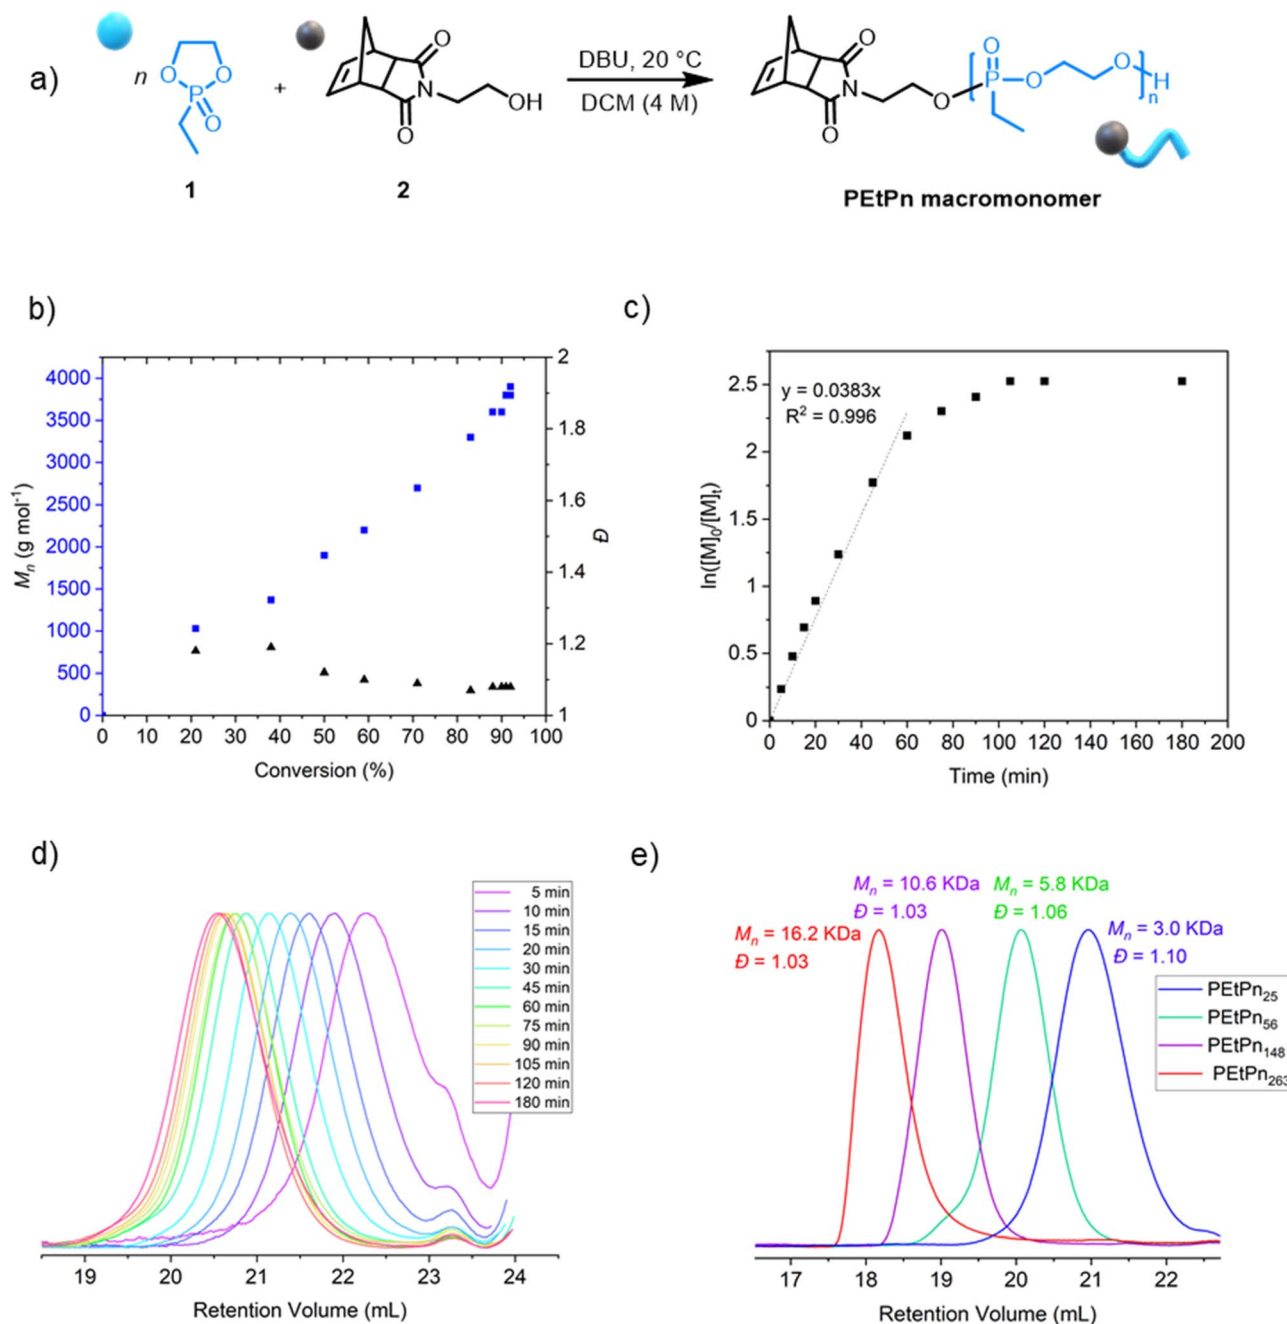 a)
n
O
O
P
O
1
+
2
O
N
O
OH
DBU, 20 °C
DCM (4 M)
O
N
O
O
O
P
O
O
H
n
PEtPn macromonomer
b)
Mₙ (g mol⁻¹)
4000
3500
3000
2500
2000
1500
1000
500
0
2
1.8
1.6
1.4
1.2
1
Đ
0 10 20 30 40 50 60 70 80 90 100
Conversion (%)
c)
y = 0.0383x
R² = 0.996
ln([M]₀/[M]ₜ)
2.5
2
1.5
1
0.5
0
0 20 40 60 80 100 120 140 160 180 200
Time (min)
d)
5 min
10 min
15 min
20 min
30 min
45 min
60 min
75 min
90 min
105 min
120 min
180 min
19 20 21 22 23 24
Retention Volume (mL)
e)
Mₙ = 16.2 KDa
Đ = 1.03
Mₙ = 10.6 KDa
Đ = 1.03
Mₙ = 5.8 KDa
Đ = 1.06
Mₙ = 3.0 KDa
Đ = 1.10
PEtPn₂₅
PEtPn₅₆
PEtPn₁₄₈
PEtPn₂₆₃
17 18 19 20 21 22
Retention Volume (mL)